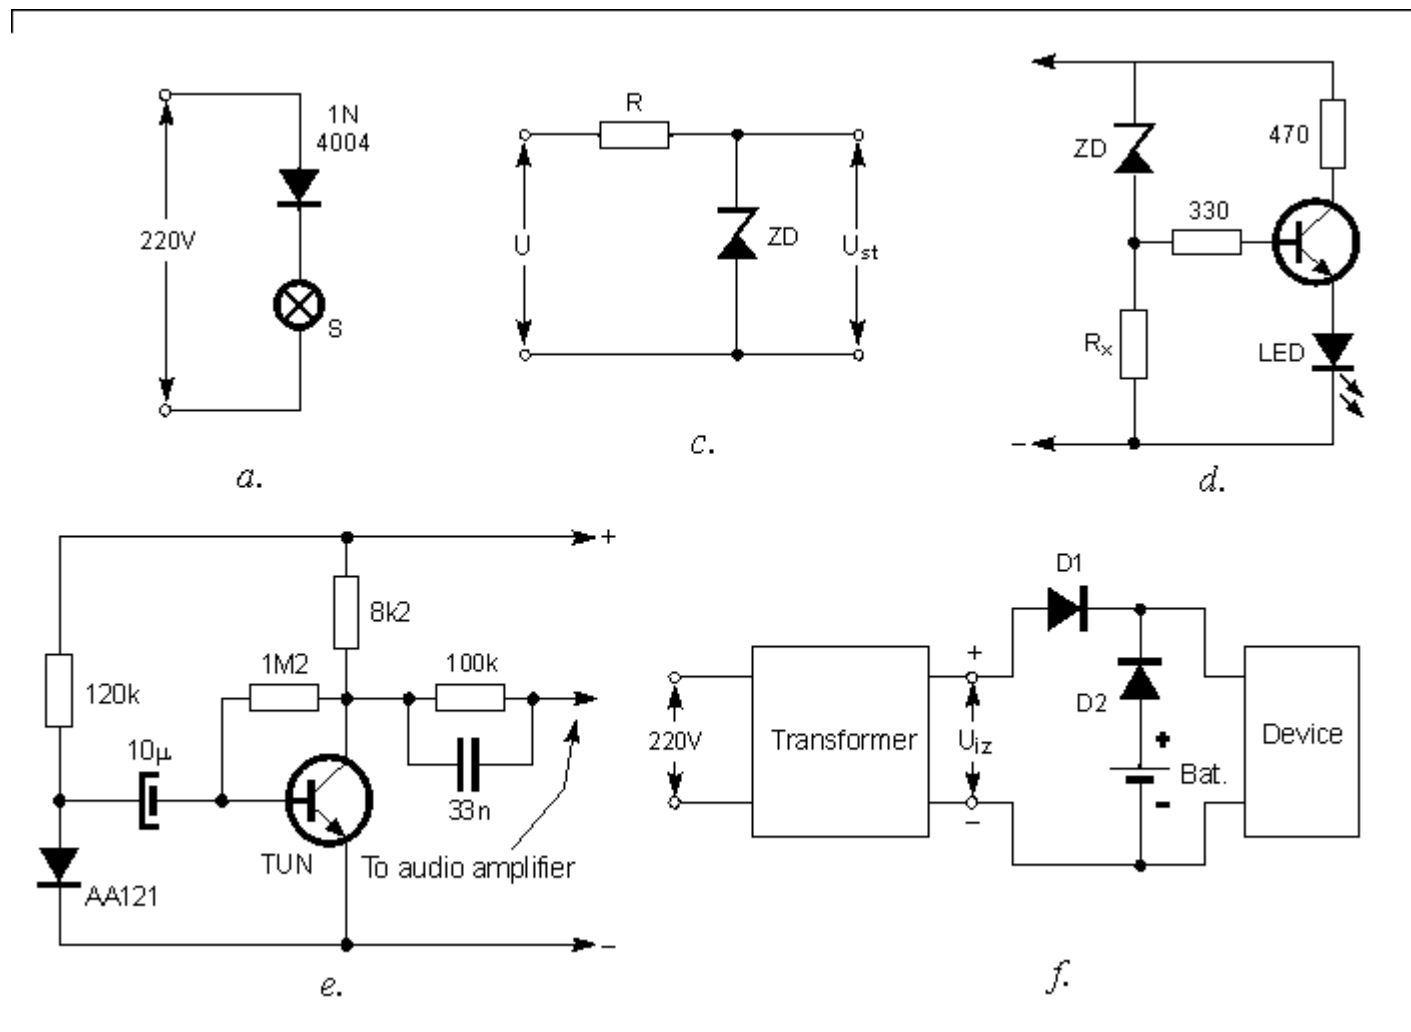 1N
4004
220V
S
a.
R
U
ZD
Ust
c.
ZD
470
330
Rx
LED
–
d.
+
8k2
1M2
100k
120k
10μ
33n
TUN
To audio amplifier
AA121
–
e.
D1
+
D2
220V
Transformer
Uiz
+
Bat.
-
Device
–
f.